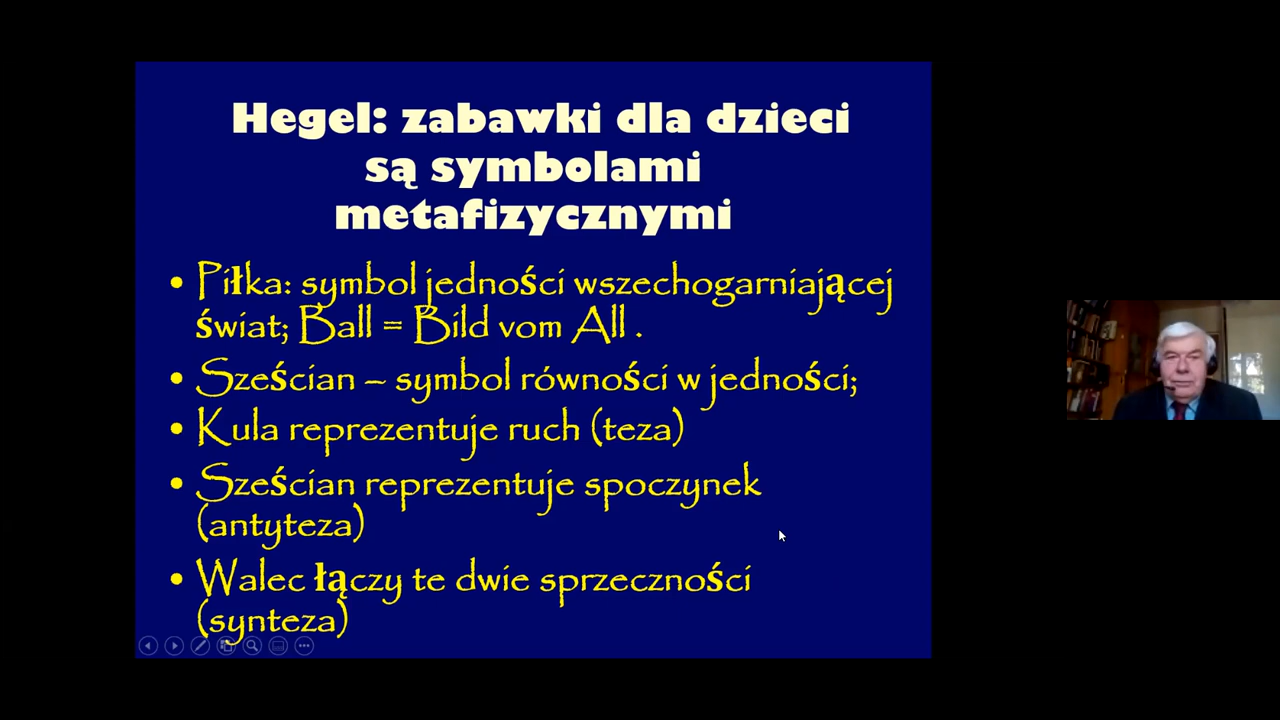 Hegel: zabawki dla dzieci
są symbolami
metafizycznymi
• Piłka: symbol jedności wszechogarniającej
świat; Ball = Bild vom All .
• Sześcian – symbol równości w jedności;
• Kula reprezentuje ruch (teza)
• Sześcian reprezentuje spoczynek
(antyteza)
• Walec łączy te dwie sprzeczności
(synteza)